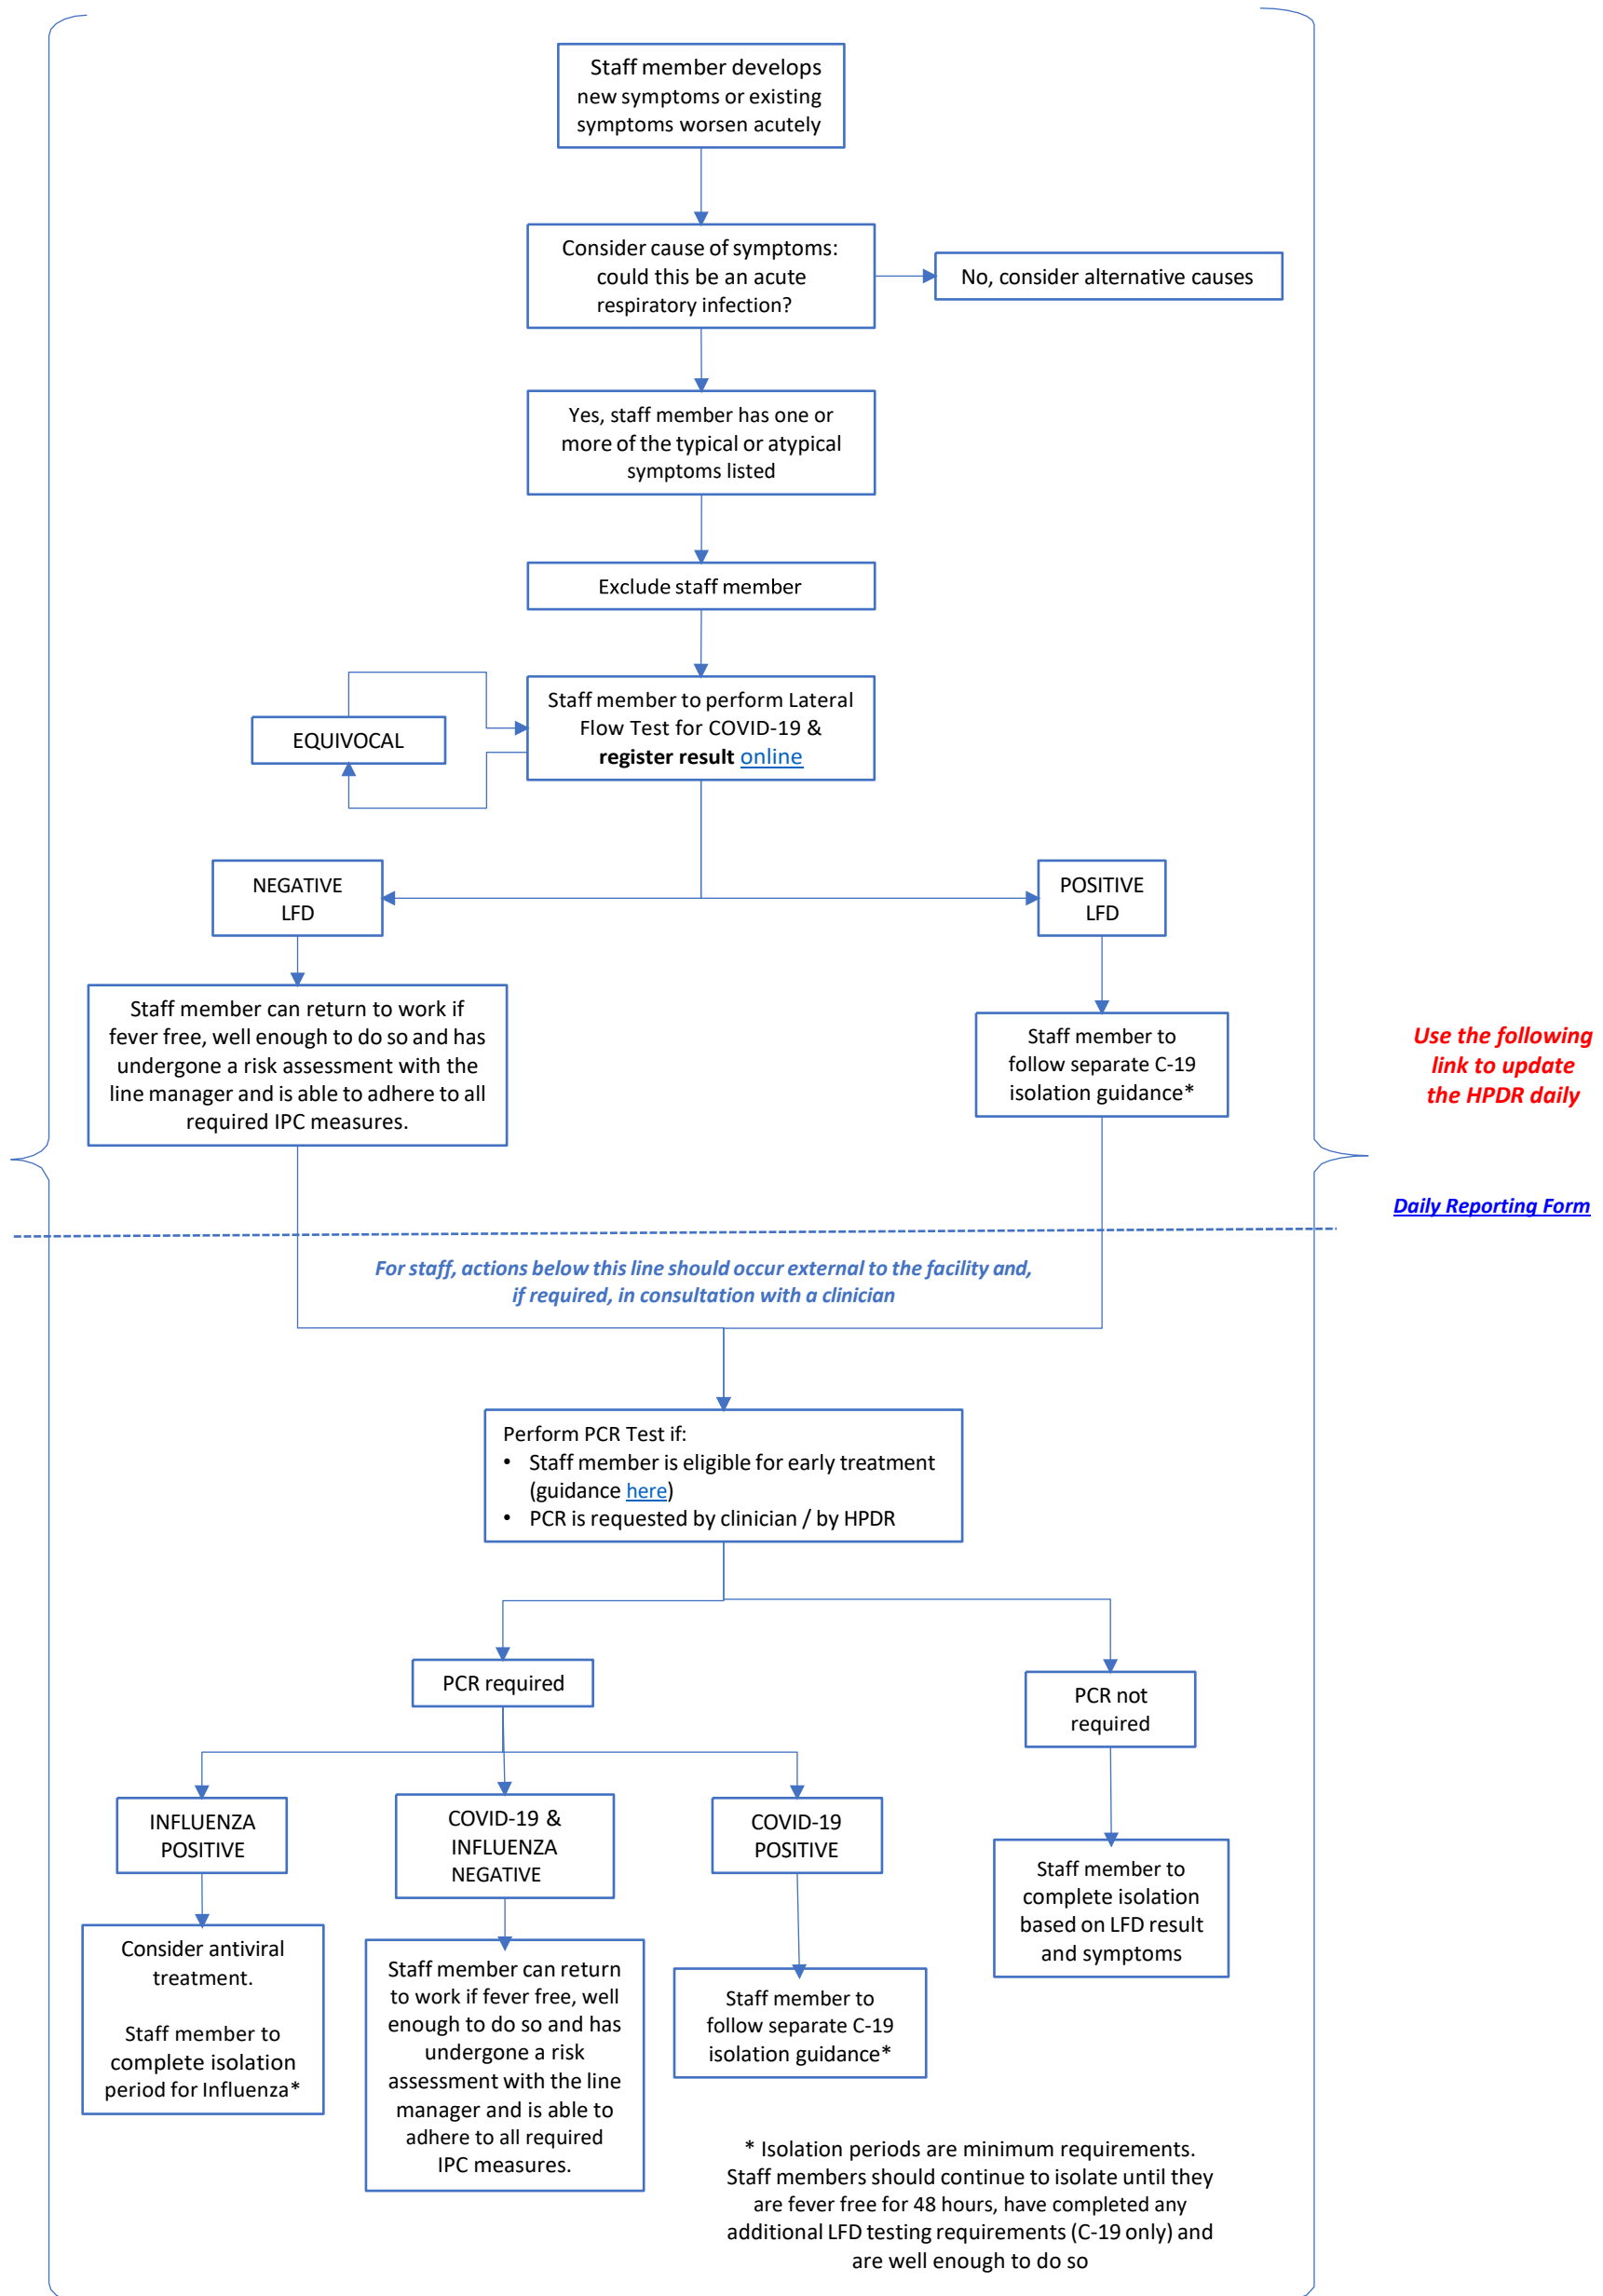 Staff member develops
new symptoms or existing
symptoms worsen acutely
Consider cause of symptoms:
could this be an acute
respiratory infection?
No, consider alternative causes
Yes, staff member has one or
more of the typical or atypical
symptoms listed
Exclude staff member
Staff member to perform Lateral
Flow Test for COVID-19 &
register result online
EQUIVOCAL
NEGATIVE
LFD
POSITIVE
LFD
Staff member can return to work if
fever free, well enough to do so and has
undergone a risk assessment with the
line manager and is able to adhere to all
required IPC measures.
Staff member to
follow separate C-19
isolation guidance*
Use the following
link to update
the HPDR daily
Daily Reporting Form
For staff, actions below this line should occur external to the facility and,
if required, in consultation with a clinician
Perform PCR Test if:
• Staff member is eligible for early treatment
(guidance here)
• PCR is requested by clinician / by HPDR
PCR required
PCR not
required
INFLUENZA
POSITIVE
COVID-19 &
INFLUENZA
NEGATIVE
COVID-19
POSITIVE
Staff member to
complete isolation
based on LFD result
and symptoms
Consider antiviral
treatment.
Staff member to
complete isolation
period for Influenza*
Staff member can return
to work if fever free, well
enough to do so and has
undergone a risk
assessment with the line
manager and is able to
adhere to all required
IPC measures.
Staff member to
follow separate C-19
isolation guidance*
* Isolation periods are minimum requirements.
Staff members should continue to isolate until they
are fever free for 48 hours, have completed any
additional LFD testing requirements (C-19 only) and
are well enough to do so